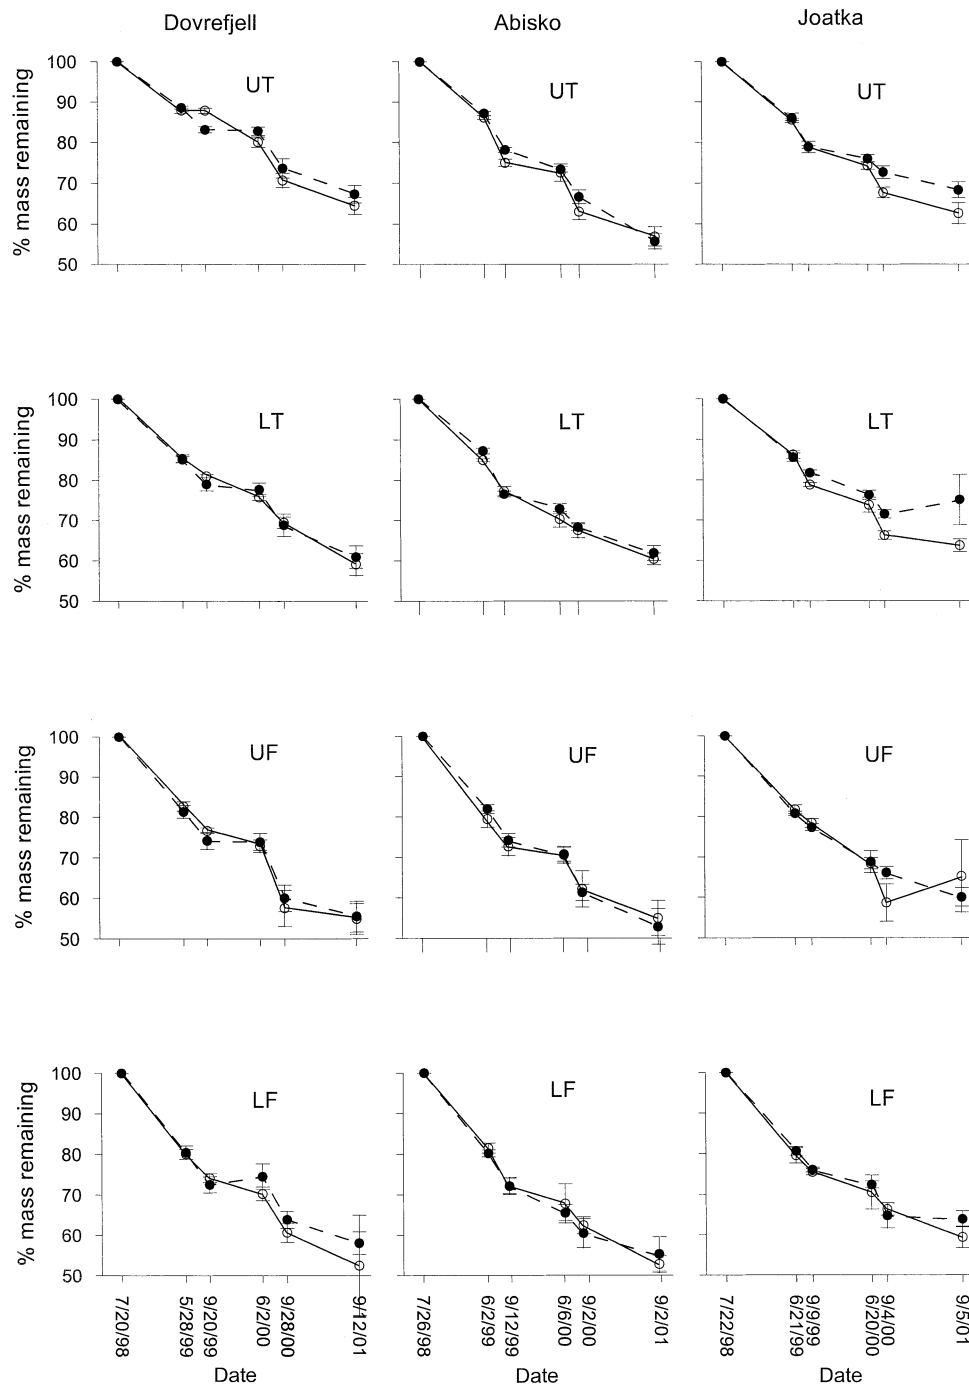 Dovrefjell Abisko Joatka
% mass remaining
100
90
80
70
60
50
UT UT UT
% mass remaining
100
90
80
70
60
50
LT LT LT
% mass remaining
100
90
80
70
60
50
UF UF UF
% mass remaining
100
90
80
70
60
50
LF LF LF
7/20/98 5/28/99 9/20/99 6/2/00 9/28/00 9/12/01
7/26/98 6/2/99 9/12/99 6/6/00 9/2/00 9/2/01
7/22/98 6/21/99 9/9/99 6/20/00 9/4/00 9/5/01
Date Date Date